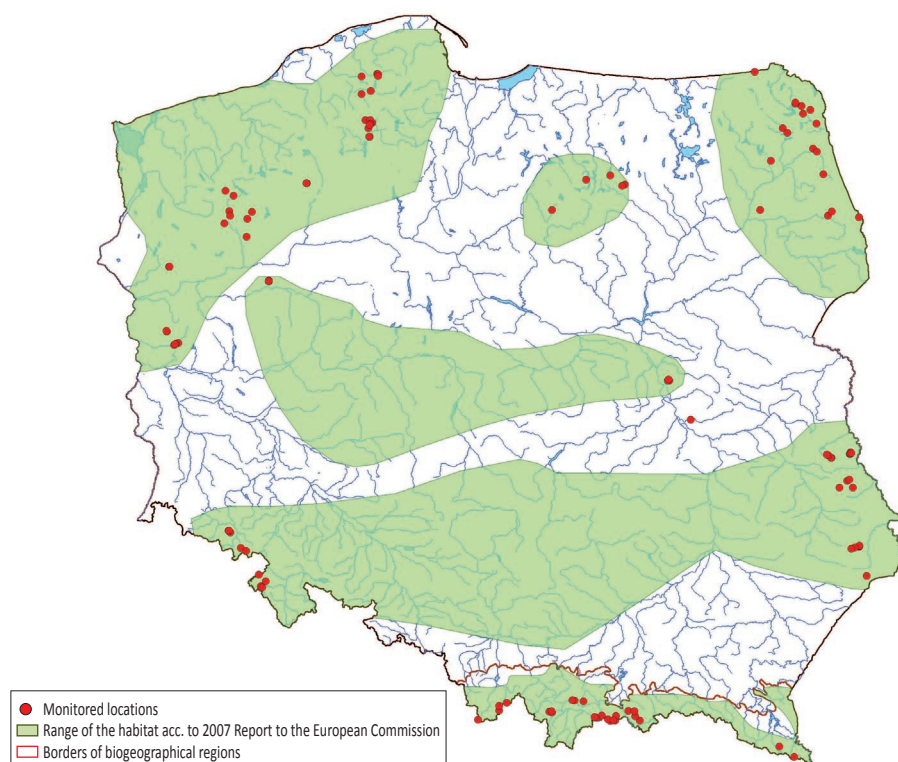 Monitored locations
Range of the habitat acc. to 2007 Report to the European Commission
Borders of biogeographical regions